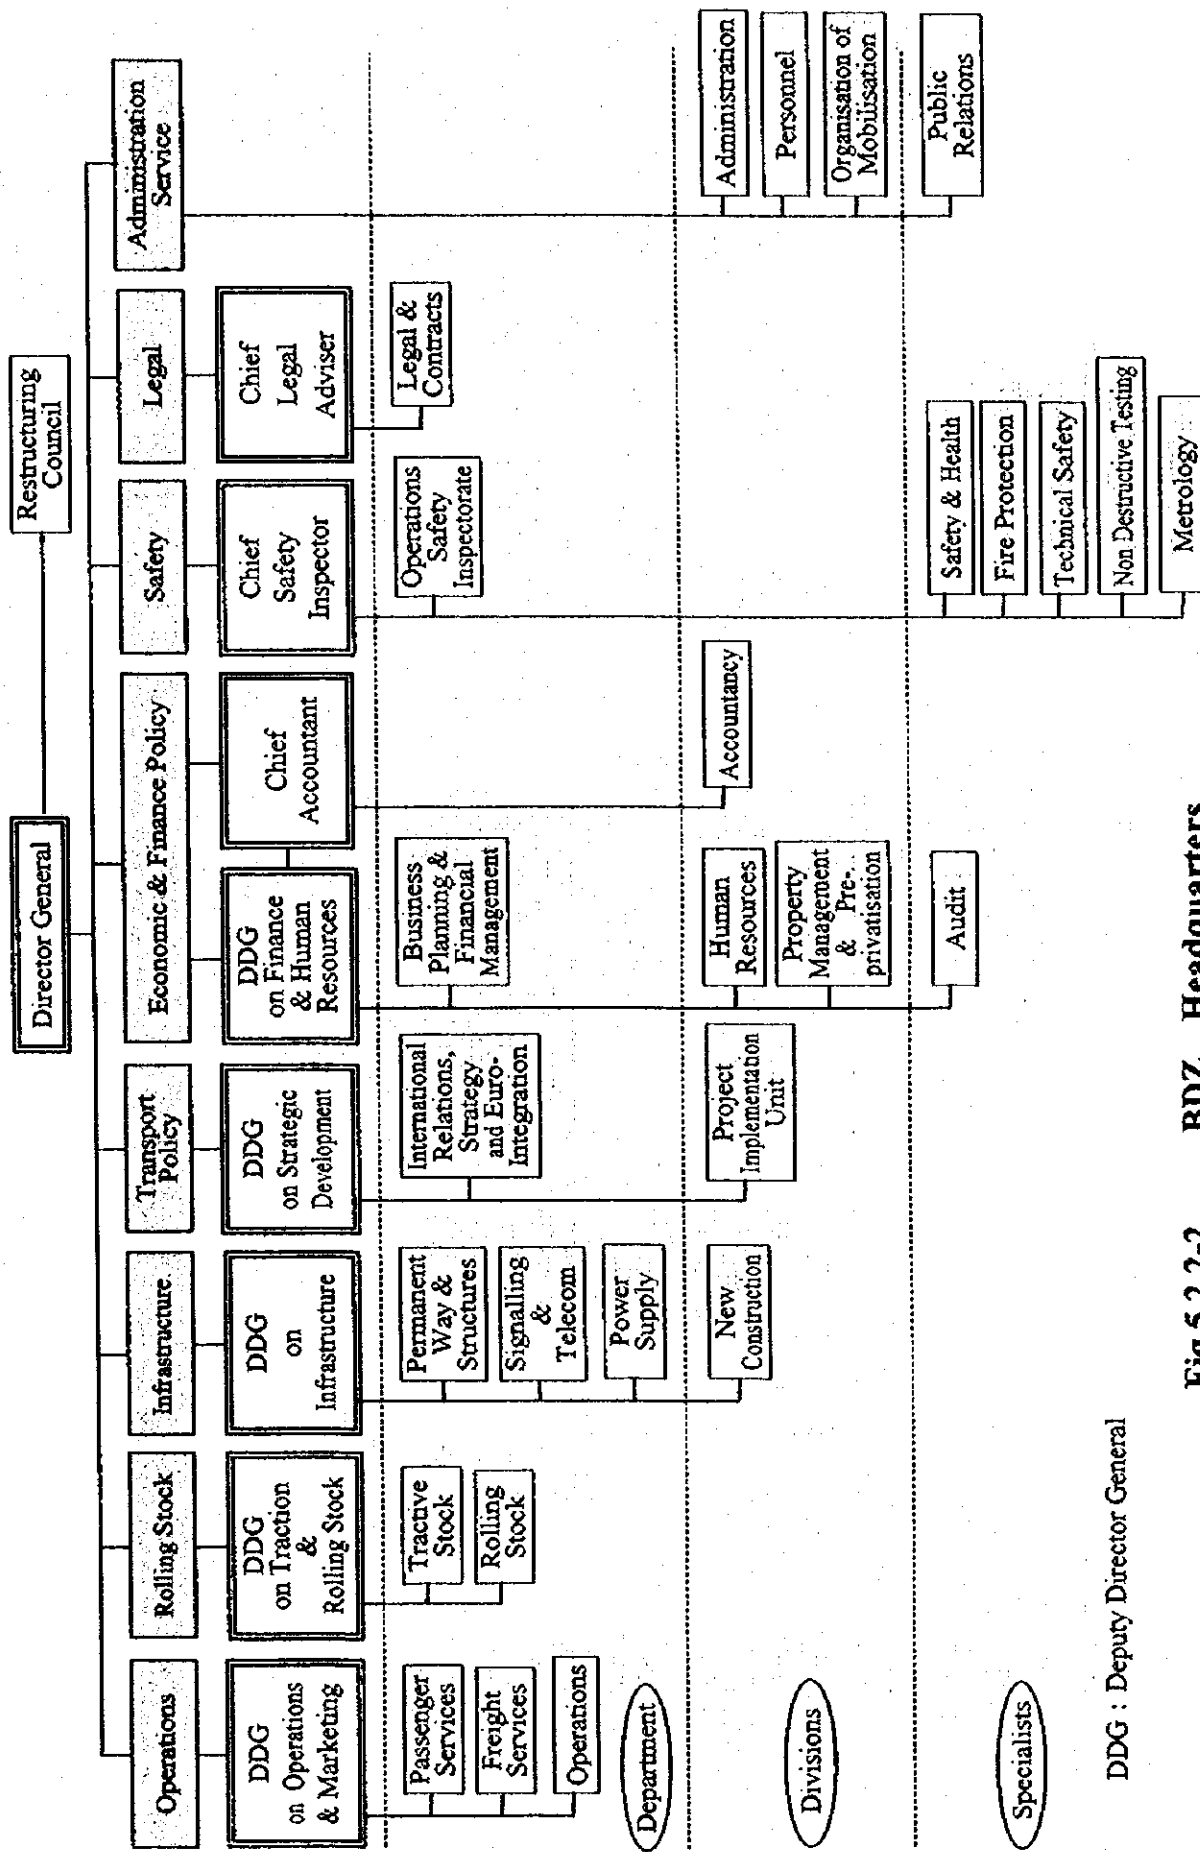 Director General
Restructuring
Council
Operations
Rolling Stock
Infrastructure
Transport
Policy
Economic & Finance Policy
Safety
Legal
Administration
Service
DDG
on Operations
& Marketing
DDG
on Traction
&
Rolling Stock
DDG
on
Infrastructure
DDG
on Strategic
Development
DDG
on Finance
& Human
Resources
Chief
Accountant
Chief
Safety
Inspector
Chief
Legal
Adviser
Passenger
Services
Freight
Services
Operations
Tractive
Stock
Rolling
Stock
Permanent
Way &
Structures
Signalling
&
Telecom
Power
Supply
International
Relations,
Strategy
and Euro-
Integration
Business
Planning &
Financial
Management
Operations
Safety
Inspectorate
Legal &
Contracts
Department
New
Construction
Project
Implementation
Unit
Human
Resources
Property
Management
& Pre-
privatisation
Accountancy
Administration
Personnel
Organisation of
Mobilisation
Divisions
Audit
Safety & Health
Fire Protection
Technical Safety
Non Destructive Testing
Metrology
Public
Relations
Specialists
DDG : Deputy Director General
Fig 5.2.2-2 BDZ Headquarters